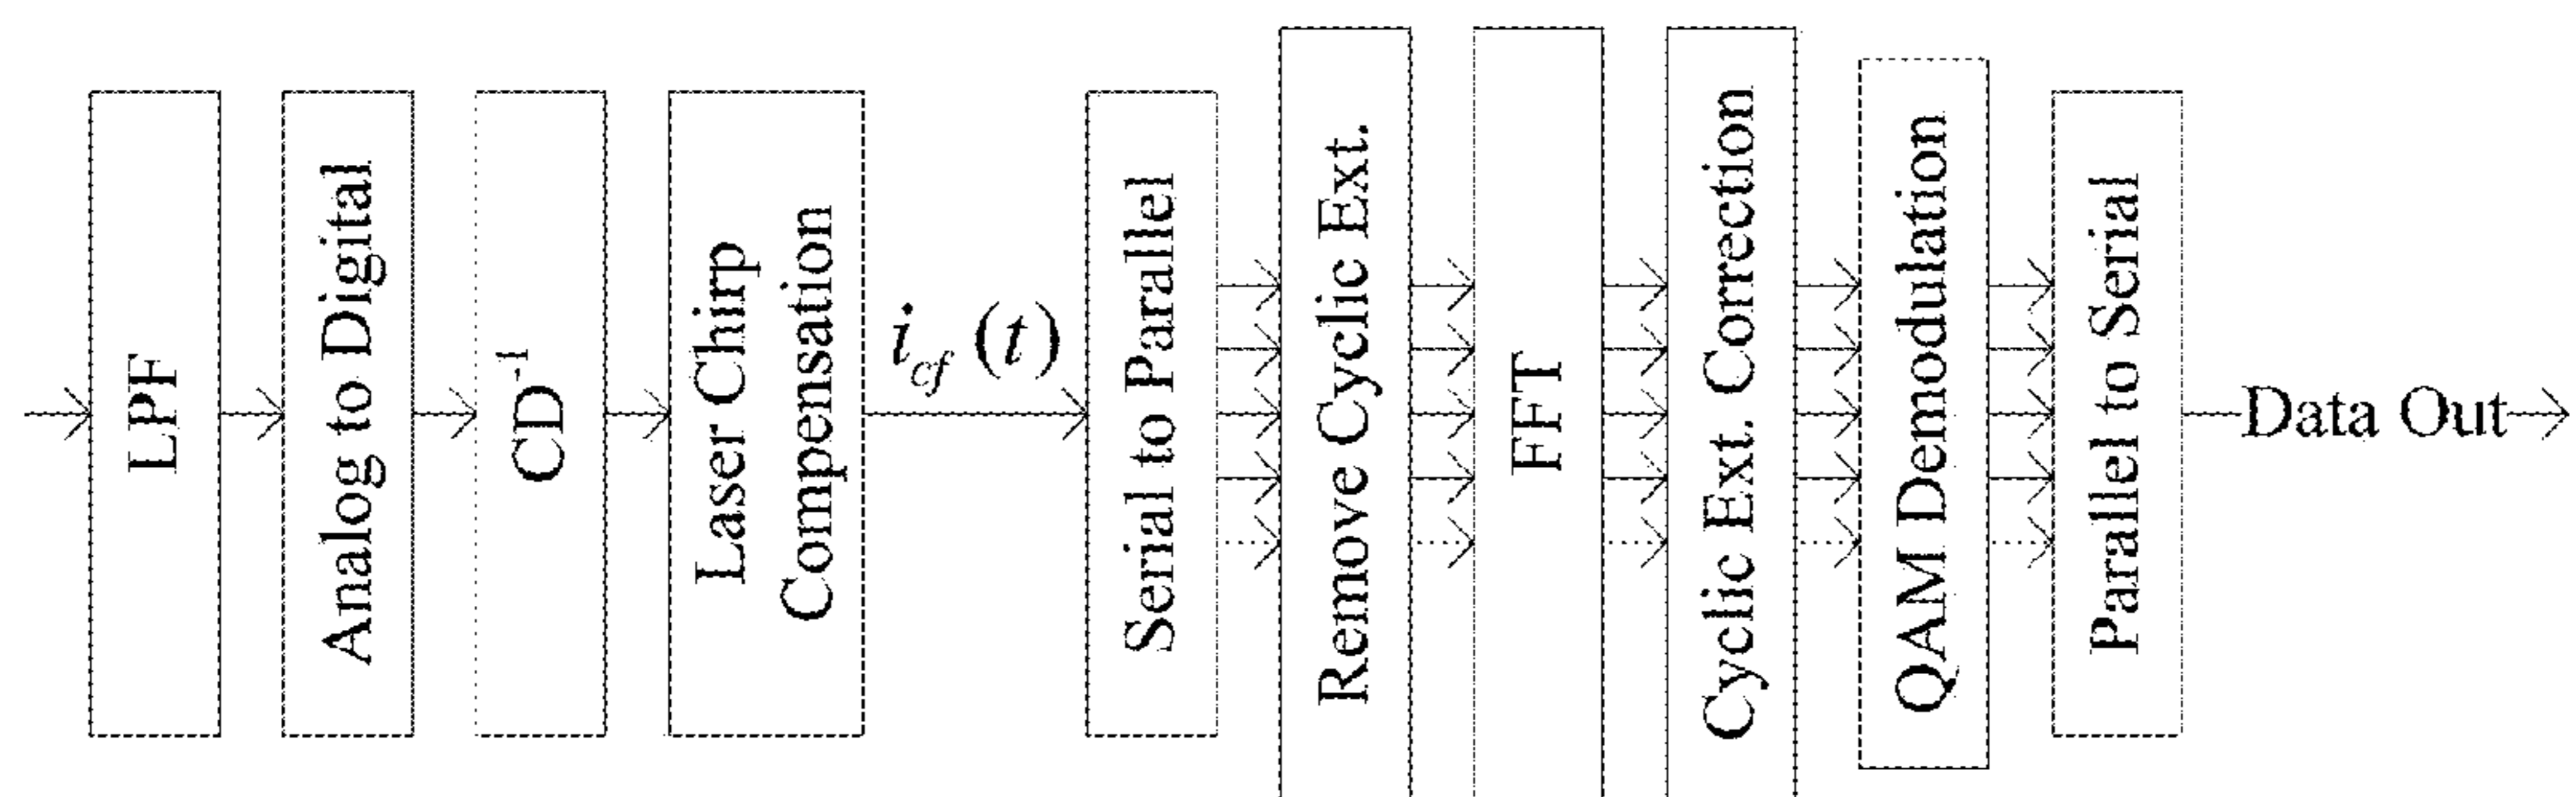 LPF
Analog to Digital
CD⁻¹
Laser Chirp
Compensation
i_cf (t)
Serial to Parallel
Remove Cyclic Ext.
FFT
Cyclic Ext. Correction
QAM Demodulation
Parallel to Serial
Data Out